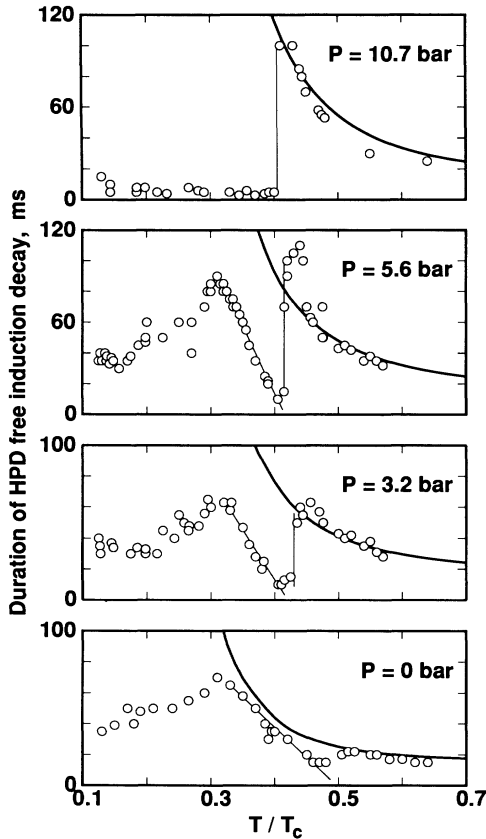 Duration of HPD free induction decay, ms
120
P = 10.7 bar
60
0
120
P = 5.6 bar
60
0
100
P = 3.2 bar
0
100
P = 0 bar
0
0.1 0.3 0.5 0.7
T / Tc